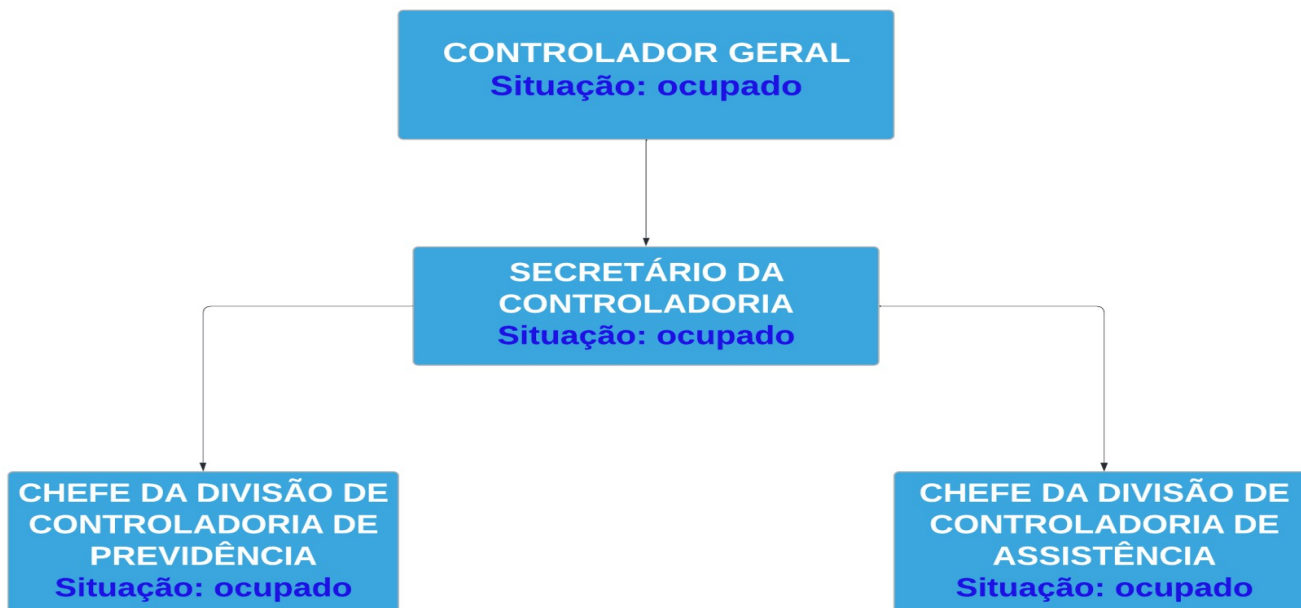 CONTROLADOR GERAL
Situação: ocupado
SECRETÁRIO DA
CONTROLADORIA
Situação: ocupado
CHEFE DA DIVISÃO DE
CONTROLADORIA DE
PREVIDÊNCIA
Situação: ocupado
CHEFE DA DIVISÃO DE
CONTROLADORIA DE
ASSISTÊNCIA
Situação: ocupado